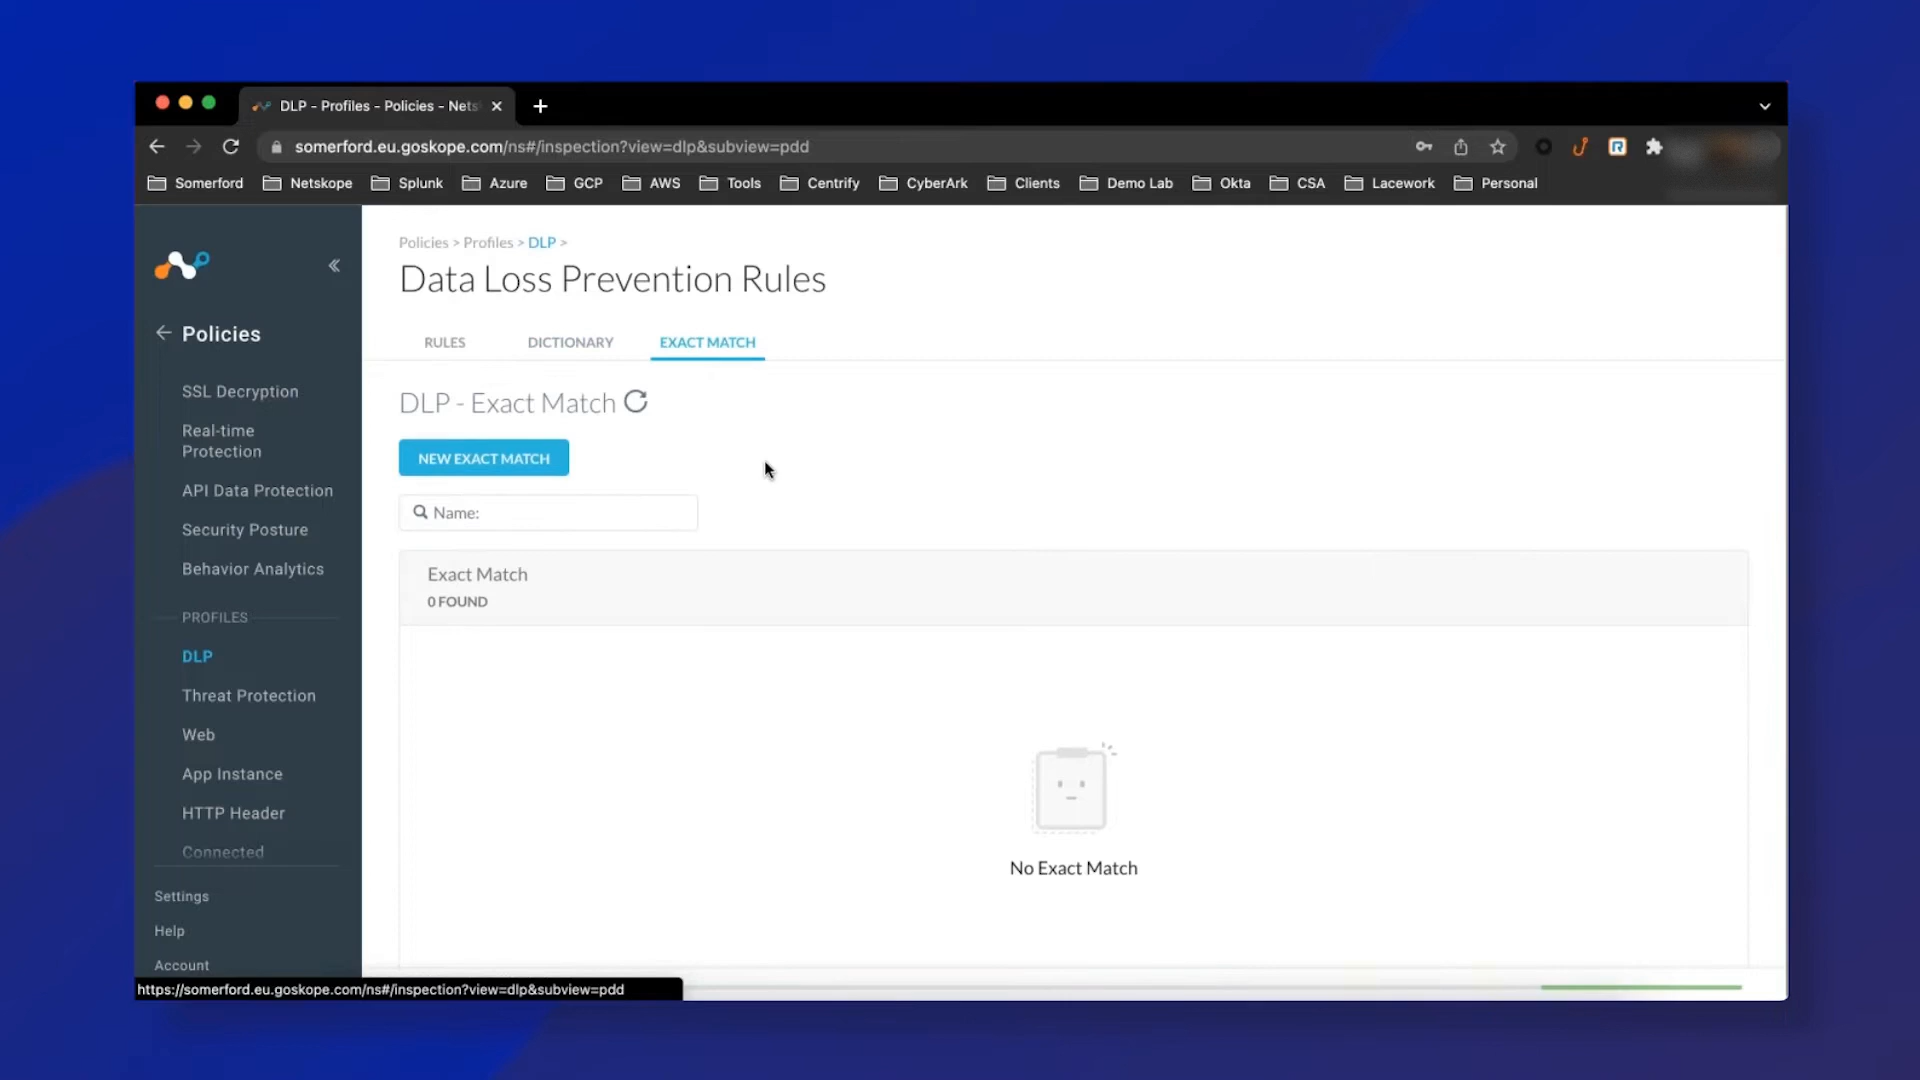 DLP - Profiles - Policies - Nets
somerford.eu.goskope.com/ns#/inspection?view=dlp&subview=pdd
Somerford Netskope Splunk Azure GCP AWS Tools Centrify CyberArk Clients Demo Lab Okta CSA Lacework Personal
Policies
SSL Decryption
Real-time
Protection
API Data Protection
Security Posture
Behavior Analytics
PROFILES
DLP
Threat Protection
Web
App Instance
HTTP Header
Connected
Settings
Help
Account
Policies > Profiles > DLP >
Data Loss Prevention Rules
RULES DICTIONARY EXACT MATCH
DLP - Exact Match
NEW EXACT MATCH
Name:
Exact Match
0 FOUND
No Exact Match
https://somerford.eu.goskope.com/ns#/inspection?view=dlp&subview=pdd